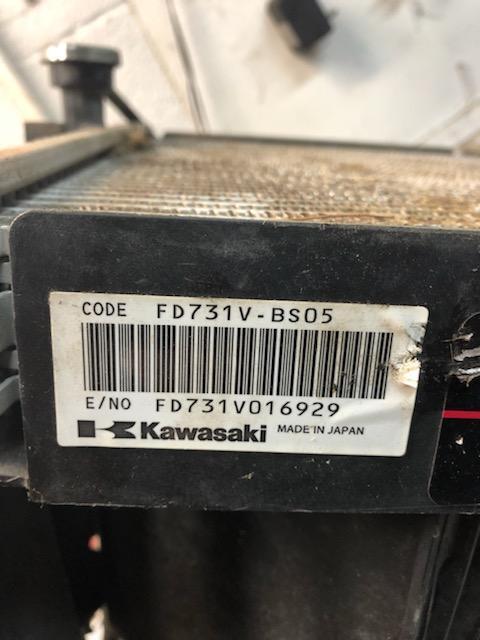 CODE FD731V-BS05
E/NO FD731V016929
Kawasaki MADE IN JAPAN